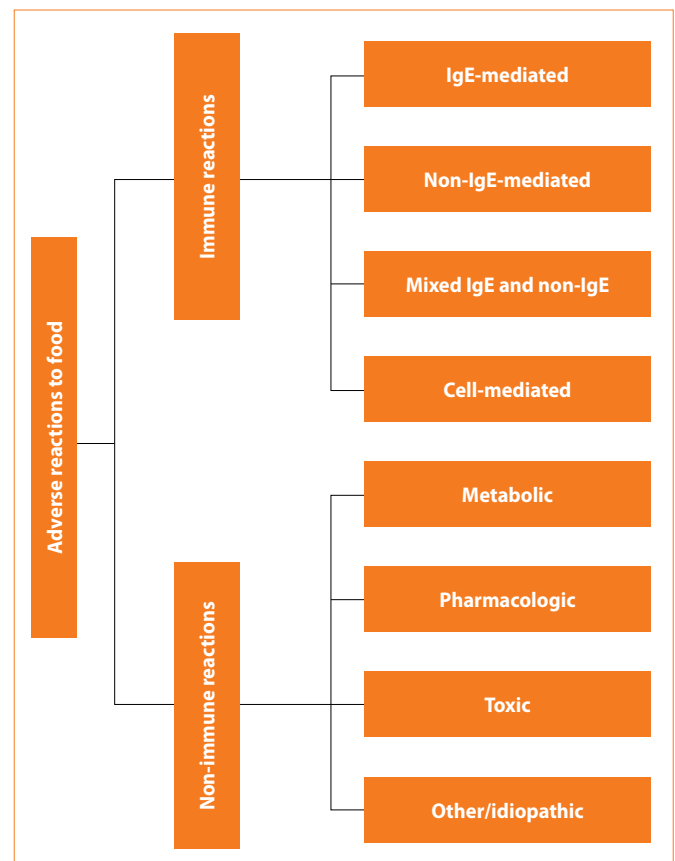 Adverse reactions to food
Immune reactions
IgE-mediated
Non-IgE-mediated
Mixed IgE and non-IgE
Cell-mediated
Non-immune reactions
Metabolic
Pharmacologic
Toxic
Other/idiopathic